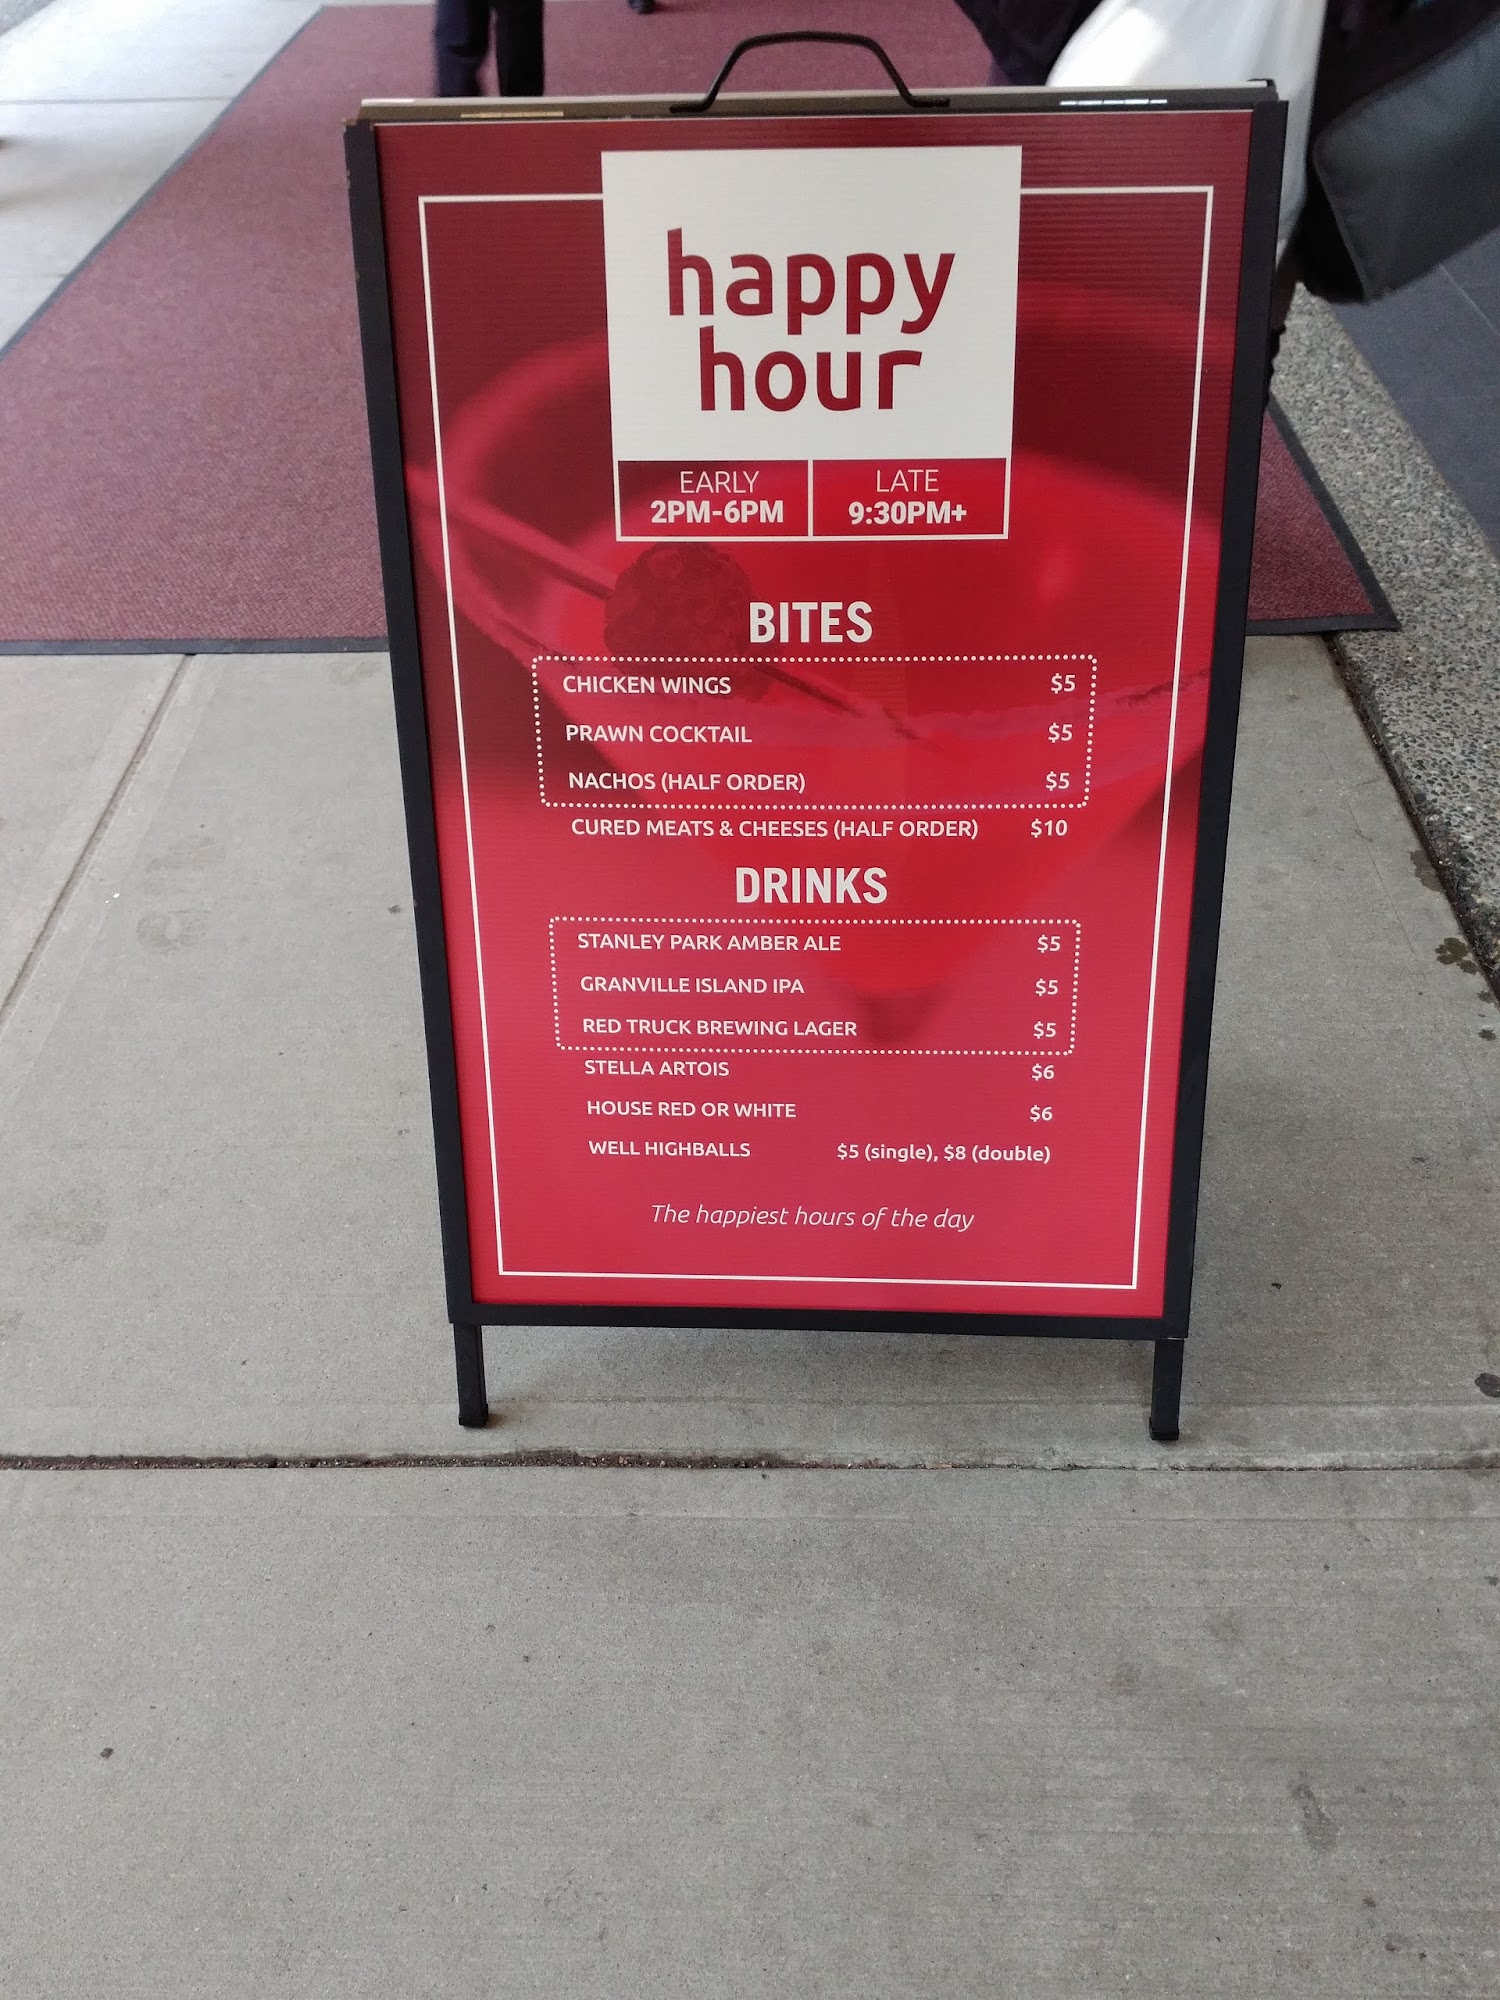 happy
hour
EARLY
2PM-6PM
LATE
9:30PM+
BITES
CHICKEN WINGS $5
PRAWN COCKTAIL $5
NACHOS (HALF ORDER) $5
CURED MEATS & CHEESES (HALF ORDER) $10
DRINKS
STANLEY PARK AMBER ALE $5
GRANVILLE ISLAND IPA $5
RED TRUCK BREWING LAGER $5
STELLA ARTOIS $6
HOUSE RED OR WHITE $6
WELL HIGHBALLS $5 (single), $8 (double)
The happiest hours of the day